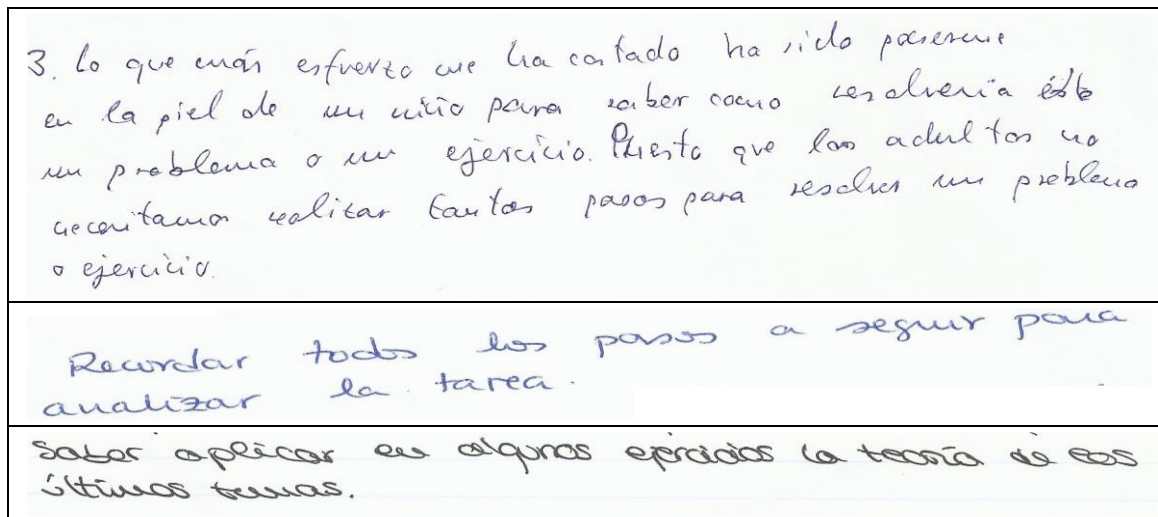 3. Lo que más esfuerzo me ha costado ha sido ponerme
en la piel de un niño para saber como resolvería éste
un problema o un ejercicio. Puesto que los adultos no
necesitamos realizar tantos pasos para resolver un problema
o ejercicio.
Recordar todos los pasos a seguir para
analizar la tarea.
Saber aplicar en algunos ejercicios la teoría de los
últimos temas.